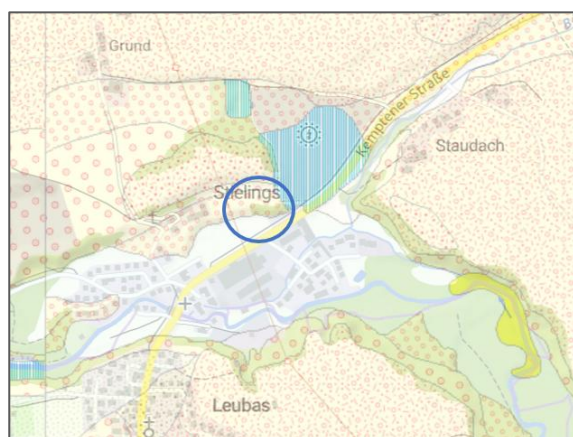 Grund
Kemptener Straße
Staudach
Stielings
Leubas